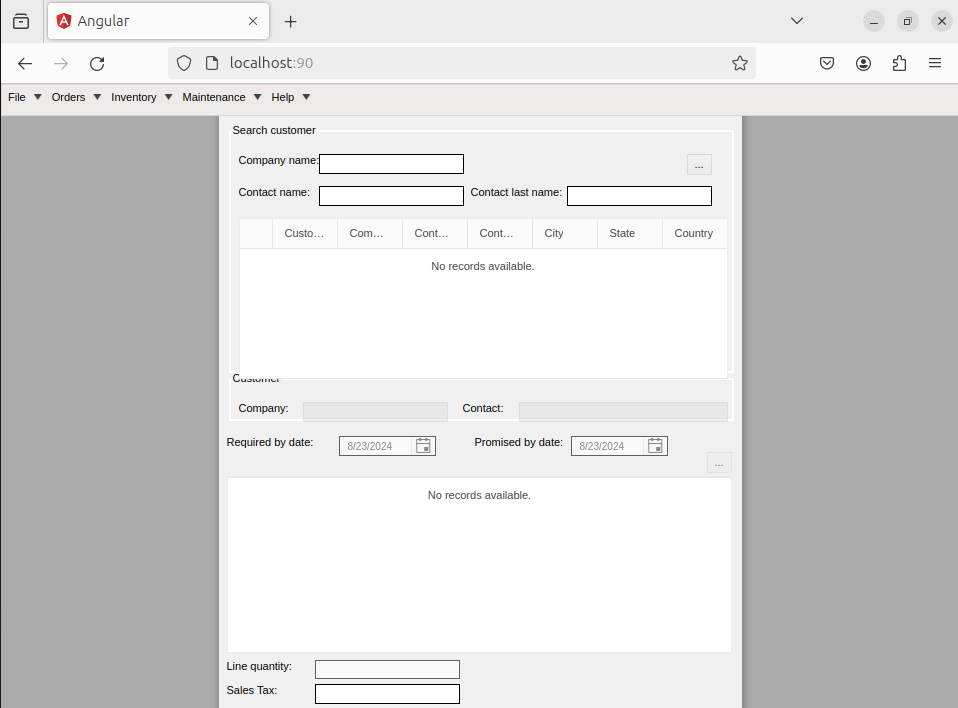 Angular
localhost:90
File Orders Inventory Maintenance Help
Search customer
Company name:
...
Contact name: Contact last name:
Custo... Com... Cont... Cont... City State Country
No records available.
Customer
Company: Contact:
Required by date: 8/23/2024 Promised by date: 8/23/2024
...
No records available.
Line quantity:
Sales Tax: